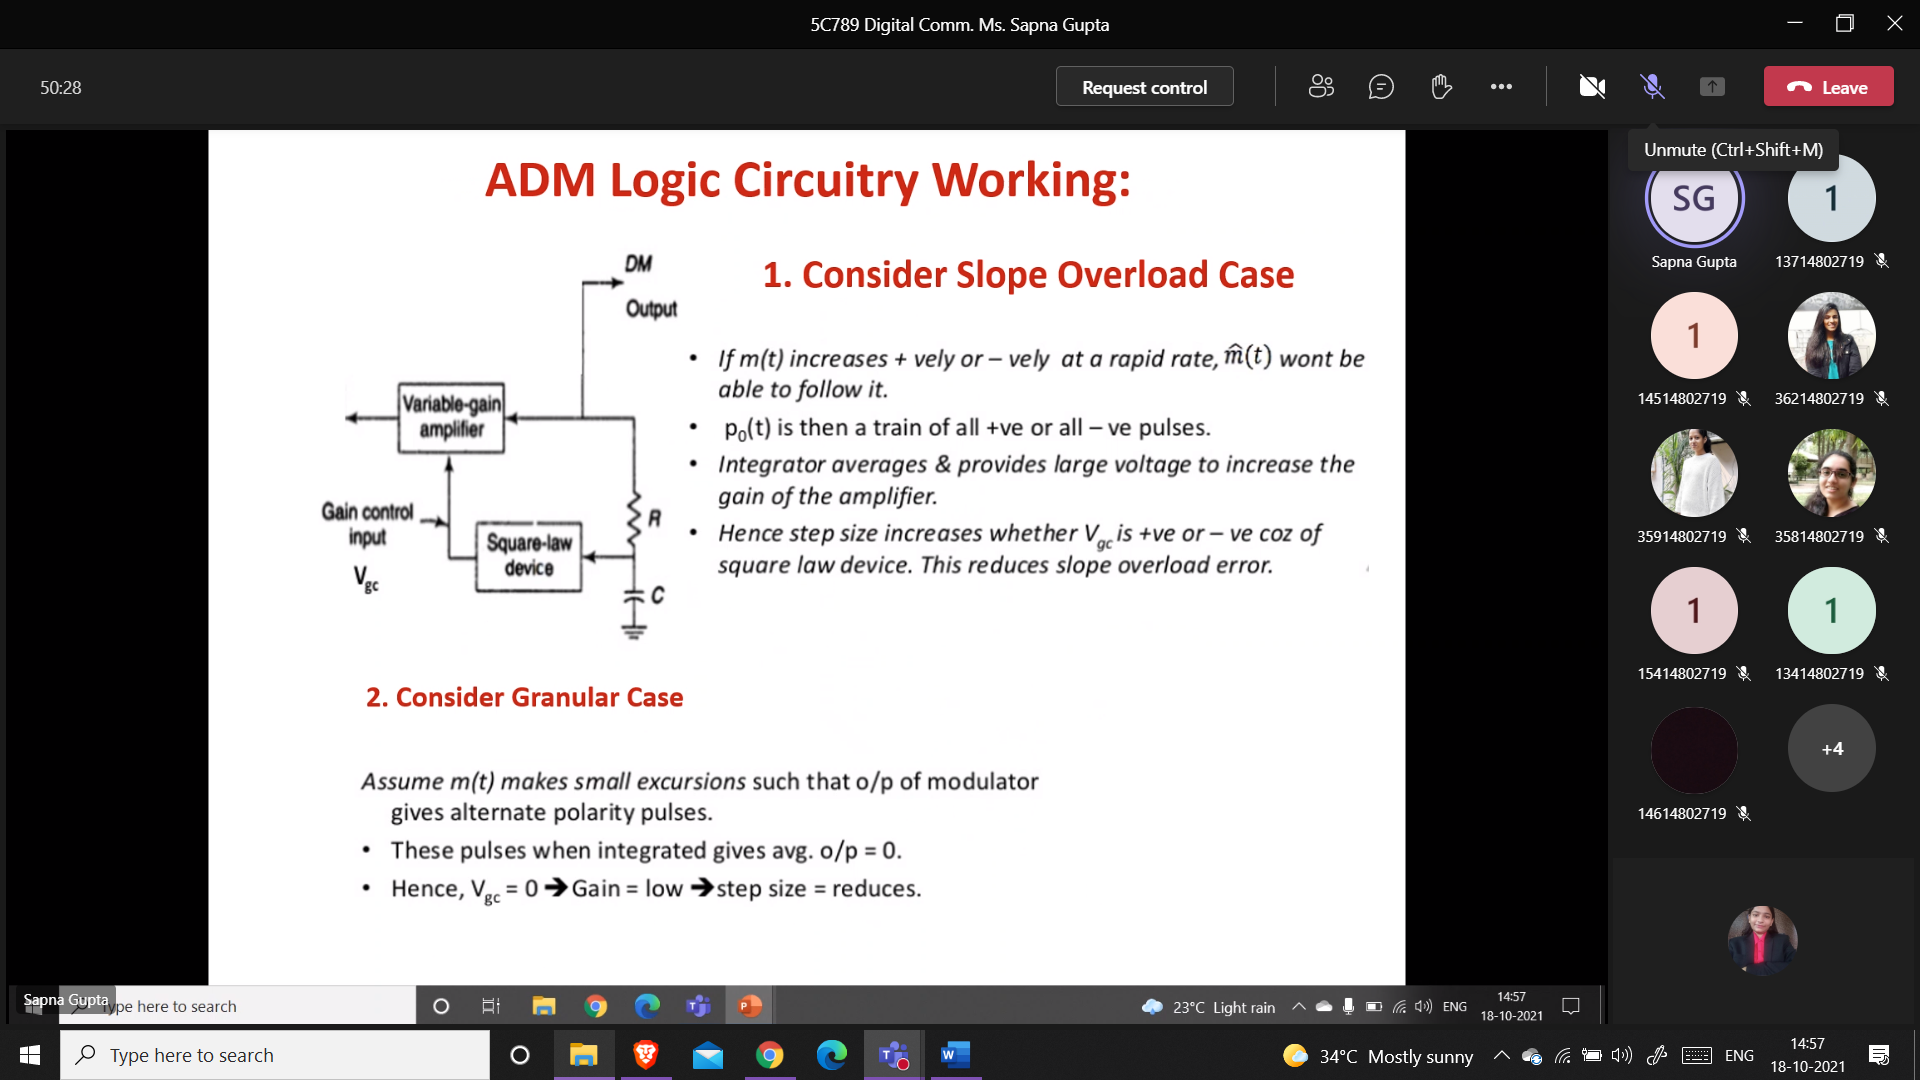 5C789 Digital Comm. Ms. Sapna Gupta
50:28
Request control
Leave
Unmute (Ctrl+Shift+M)
ADM Logic Circuitry Working:
DM
Output
Variable-gain
amplifier
Gain control
input
Vgc
Square-law
device
R
C
1. Consider Slope Overload Case
• If m(t) increases + vely or – vely at a rapid rate, m̂(t) wont be
able to follow it.
• p₀(t) is then a train of all +ve or all – ve pulses.
• Integrator averages & provides large voltage to increase the
gain of the amplifier.
• Hence step size increases whether Vgc is +ve or – ve coz of
square law device. This reduces slope overload error.
2. Consider Granular Case
Assume m(t) makes small excursions such that o/p of modulator
gives alternate polarity pulses.
• These pulses when integrated gives avg. o/p = 0.
• Hence, Vgc = 0 ➔ Gain = low ➔ step size = reduces.
SG
Sapna Gupta
1
13714802719
1
14514802719
36214802719
35914802719
35814802719
1
15414802719
1
13414802719
14614802719
+4
Sapna Gupta
Type here to search
23°C Light rain
ENG
14:57
18-10-2021
Type here to search
34°C Mostly sunny
ENG
14:57
18-10-2021